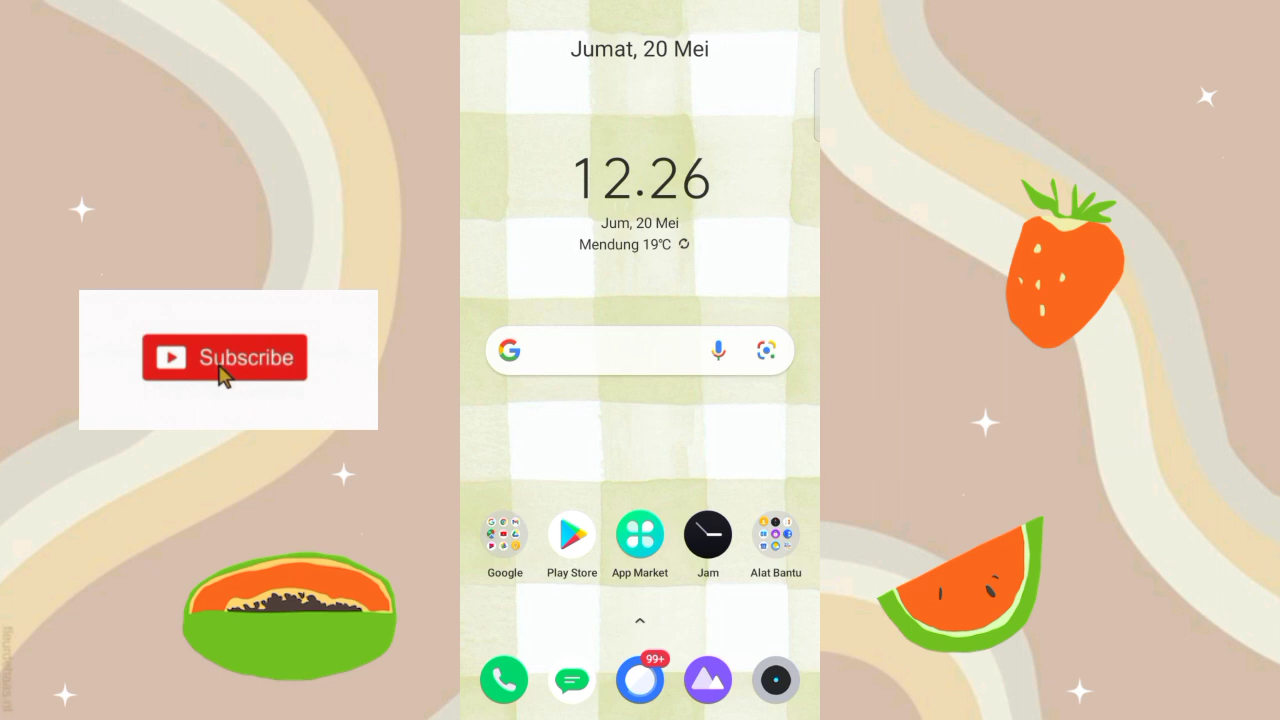 Jumat, 20 Mei
12.26
Jum, 20 Mei
Mendung 19°C
Subscribe
Google
Play Store
App Market
Jam
Alat Bantu
99+